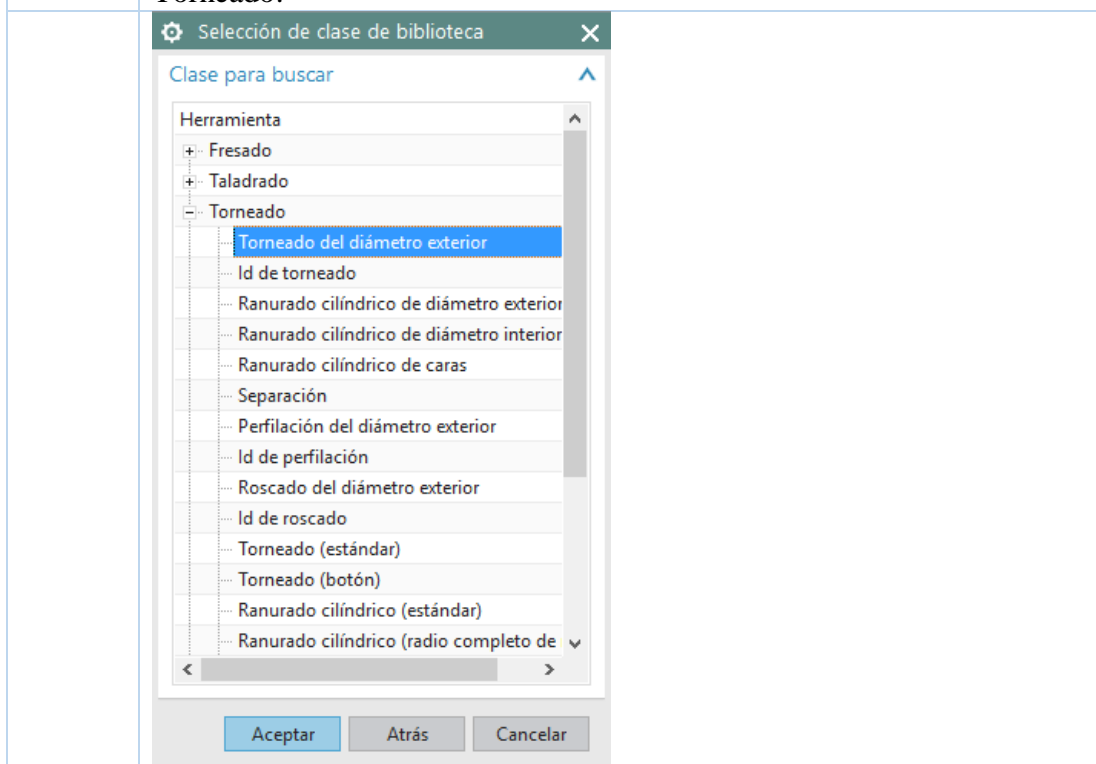 Torneado:
Selección de clase de biblioteca
Clase para buscar
Herramienta
Fresado
Taladrado
Torneado
Torneado del diámetro exterior
Id de torneado
Ranurado cilíndrico de diámetro exterior
Ranurado cilíndrico de diámetro interior
Ranurado cilíndrico de caras
Separación
Perfilación del diámetro exterior
Id de perfilación
Roscado del diámetro exterior
Id de roscado
Torneado (estándar)
Torneado (botón)
Ranurado cilíndrico (estándar)
Ranurado cilíndrico (radio completo de
Aceptar Atrás Cancelar